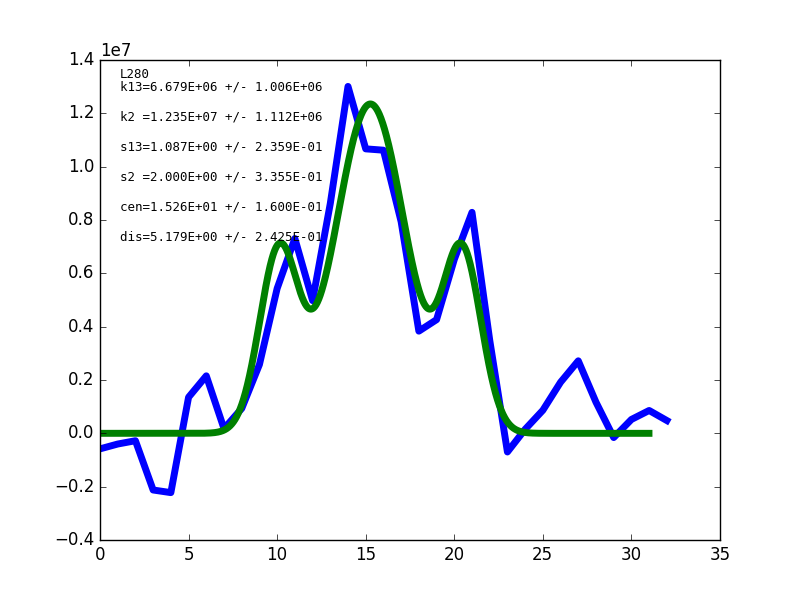 1e7
1.4
1.2
1.0
0.8
0.6
0.4
0.2
0.0
−0.2
−0.4
L280
k13=6.679E+06 +/- 1.006E+06
k2 =1.235E+07 +/- 1.112E+06
s13=1.087E+00 +/- 2.359E-01
s2 =2.000E+00 +/- 3.355E-01
cen=1.526E+01 +/- 1.600E-01
dis=5.179E+00 +/- 2.425E-01
0 5 10 15 20 25 30 35